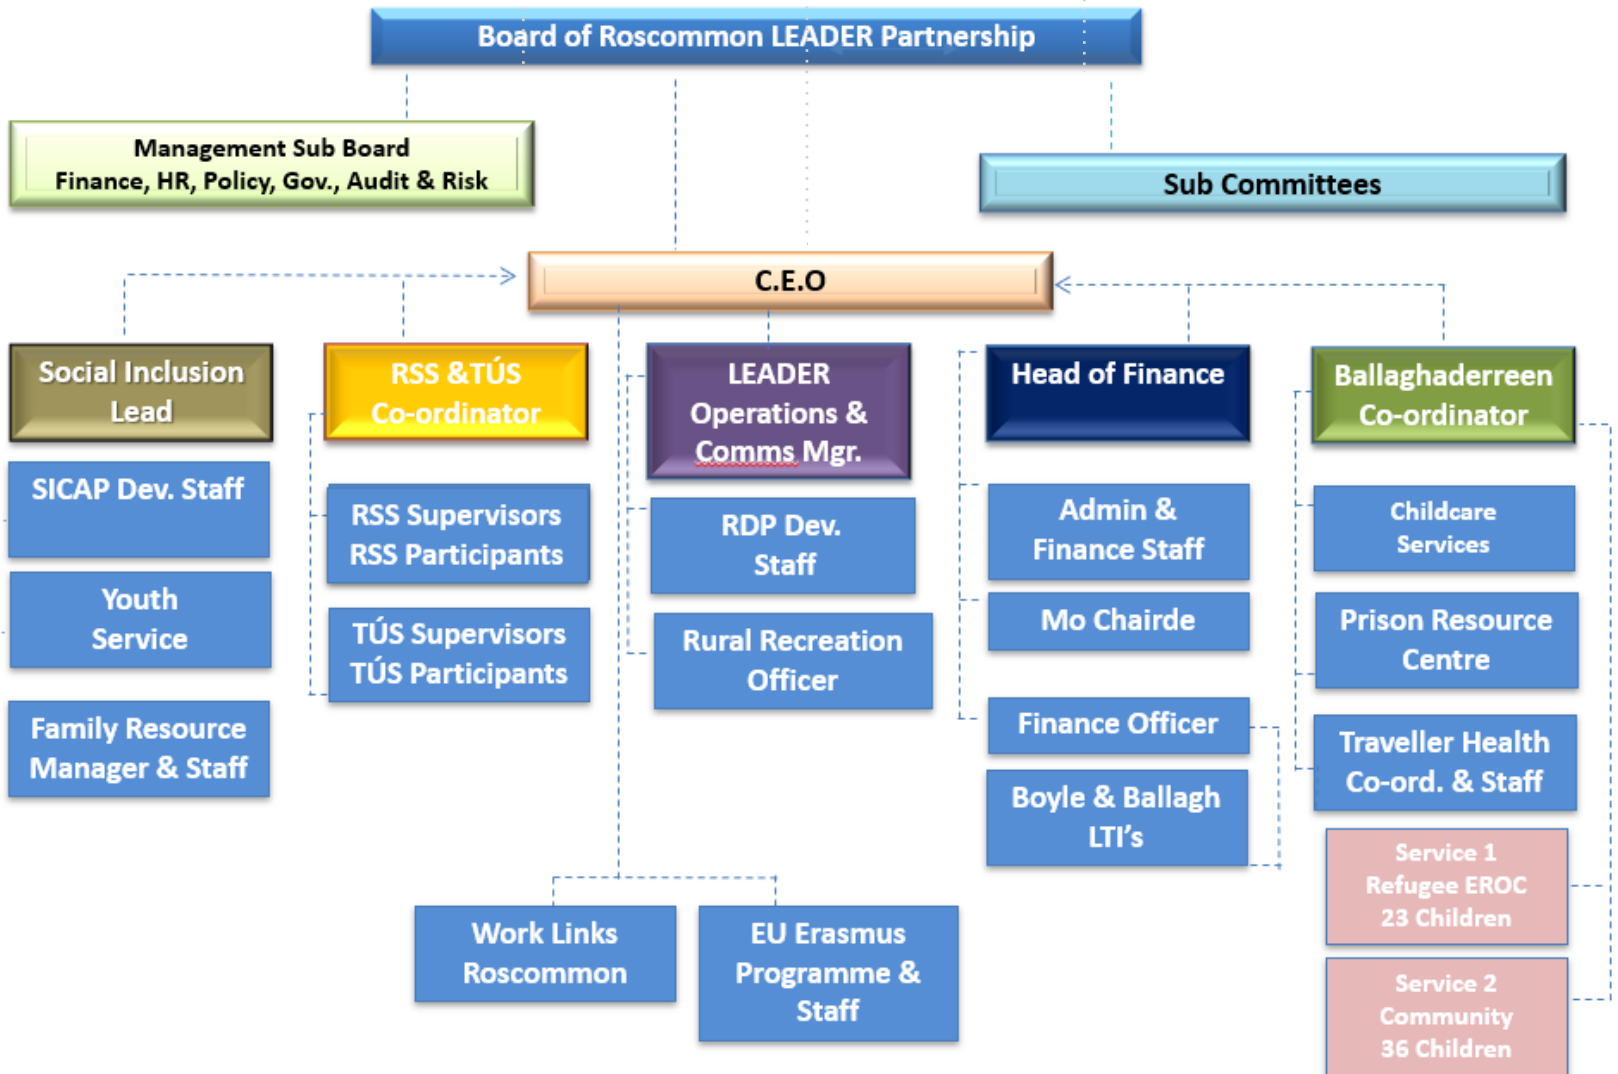 Board of Roscommon LEADER Partnership
Management Sub Board
Finance, HR, Policy, Gov., Audit & Risk
Sub Committees
C.E.O
Social Inclusion
Lead
RSS &TÚS
Co-ordinator
LEADER
Operations &
Comms Mgr.
Head of Finance
Ballaghaderreen
Co-ordinator
SICAP Dev. Staff
Youth
Service
Family Resource
Manager & Staff
RSS Supervisors
RSS Participants
TÚS Supervisors
TÚS Participants
RDP Dev.
Staff
Rural Recreation
Officer
Admin &
Finance Staff
Mo Chairde
Finance Officer
Boyle & Ballagh
LTI’s
Childcare
Services
Prison Resource
Centre
Traveller Health
Co-ord. & Staff
Service 1
Refugee EROC
23 Children
Service 2
Community
36 Children
Work Links
Roscommon
EU Erasmus
Programme &
Staff